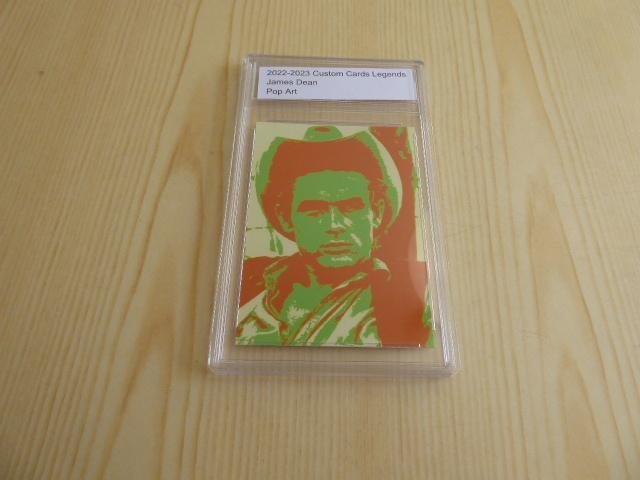 2022-2023 Custom Cards Legends
James Dean
Pop Art